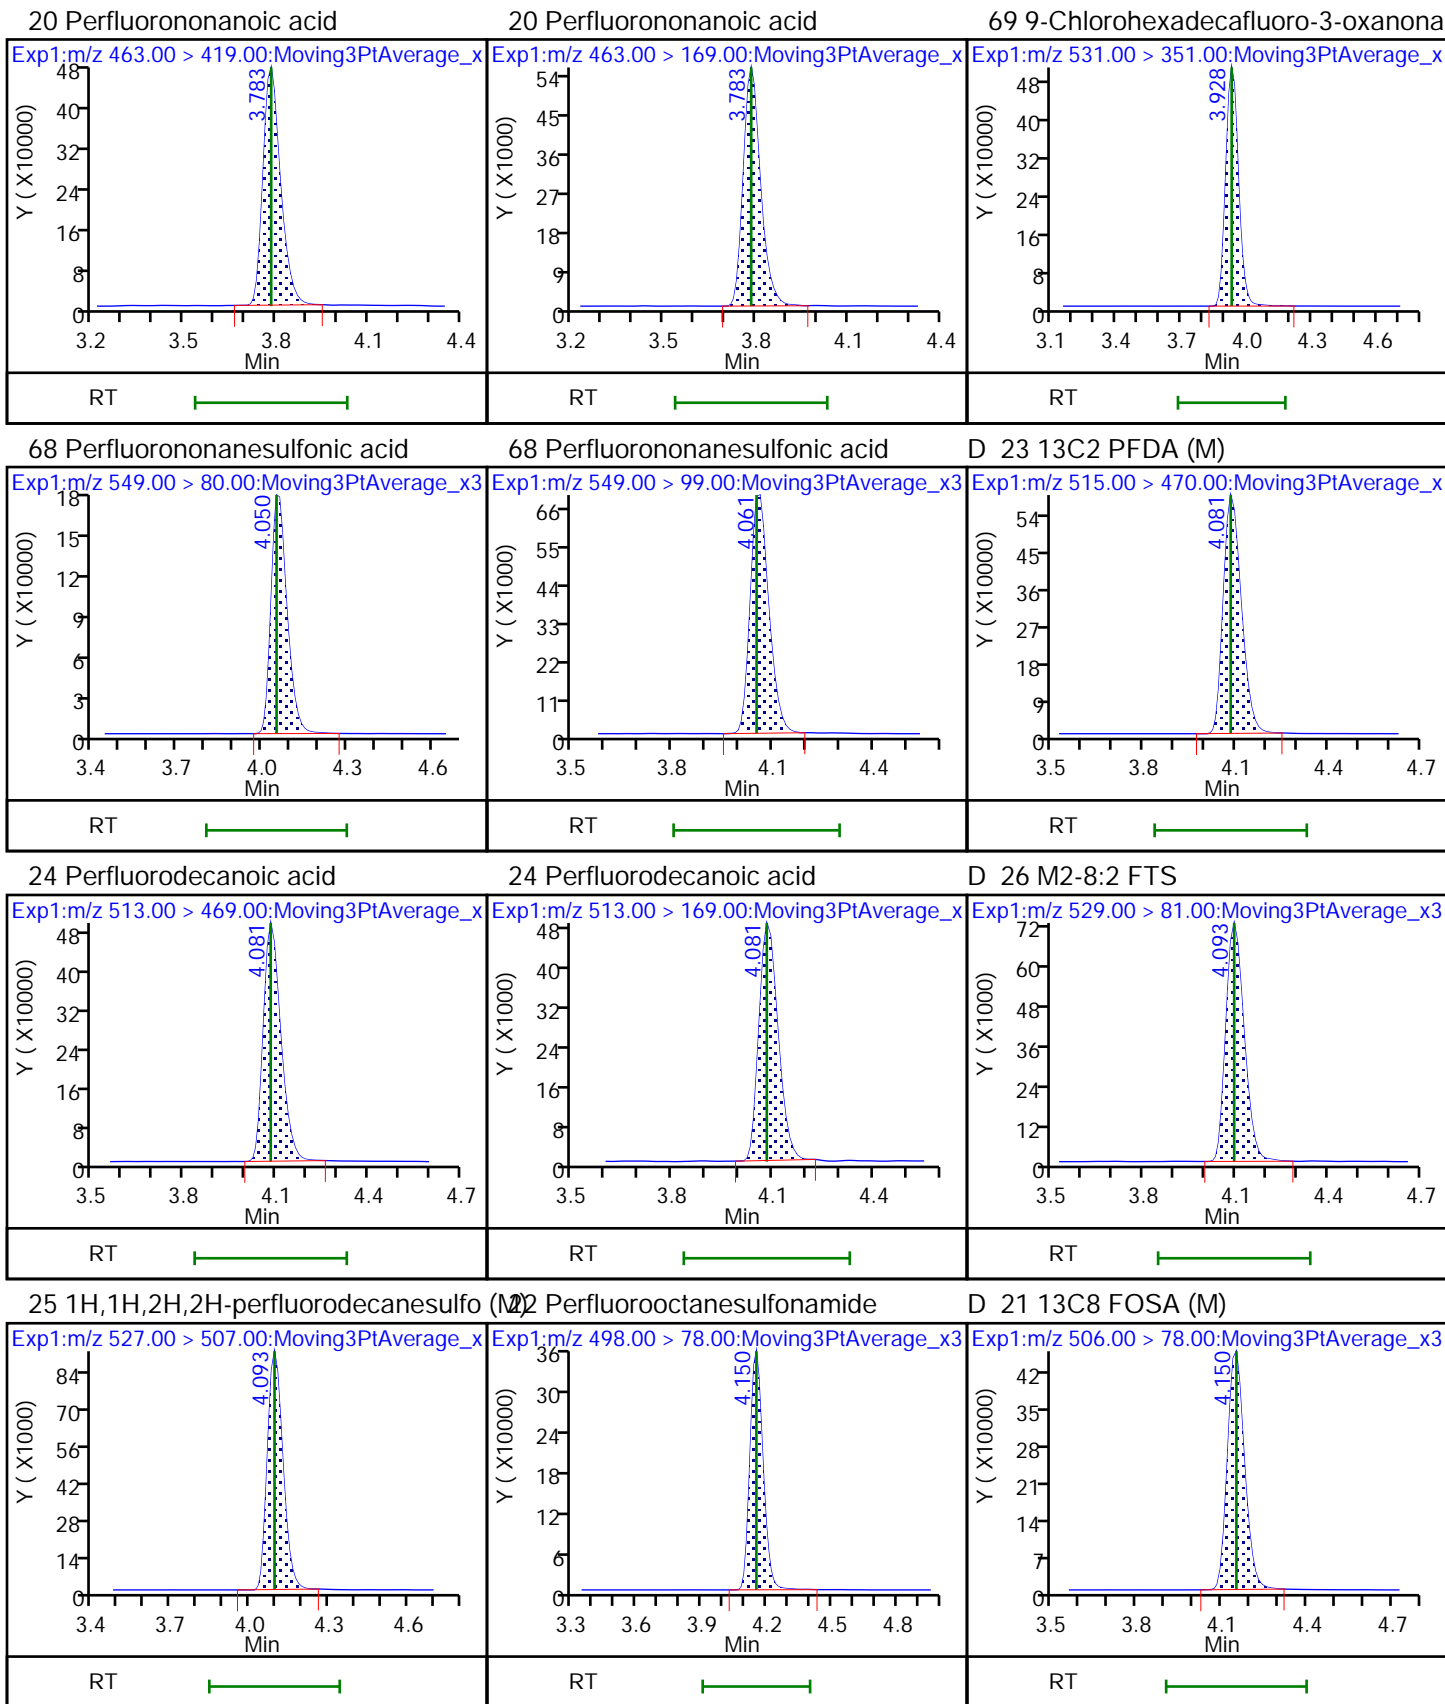 20 Perfluorononanoic acid
Exp1:m/z 463.00 > 419.00:Moving3PtAverage_x
3.783
Y ( X10000)
48
40
32
24
16
8
0
3.2 3.5 3.8 4.1 4.4
Min
RT
20 Perfluorononanoic acid
Exp1:m/z 463.00 > 169.00:Moving3PtAverage_x
3.783
Y ( X1000)
54
45
36
27
18
9
0
3.2 3.5 3.8 4.1 4.4
Min
RT
69 9-Chlorohexadecafluoro-3-oxanona
Exp1:m/z 531.00 > 351.00:Moving3PtAverage_x
3.928
Y ( X10000)
48
40
32
24
16
8
0
3.1 3.4 3.7 4.0 4.3 4.6
Min
RT
68 Perfluorononanesulfonic acid
Exp1:m/z 549.00 > 80.00:Moving3PtAverage_x3
4.050
Y ( X10000)
18
15
12
9
6
3
0
3.4 3.7 4.0 4.3 4.6
Min
RT
68 Perfluorononanesulfonic acid
Exp1:m/z 549.00 > 99.00:Moving3PtAverage_x3
4.061
Y ( X1000)
66
55
44
33
22
11
0
3.5 3.8 4.1 4.4
Min
RT
D 23 13C2 PFDA (M)
Exp1:m/z 515.00 > 470.00:Moving3PtAverage_x
4.081
Y ( X10000)
54
45
36
27
18
9
0
3.5 3.8 4.1 4.4 4.7
Min
RT
24 Perfluorodecanoic acid
Exp1:m/z 513.00 > 469.00:Moving3PtAverage_x
4.081
Y ( X10000)
48
40
32
24
16
8
0
3.5 3.8 4.1 4.4 4.7
Min
RT
24 Perfluorodecanoic acid
Exp1:m/z 513.00 > 169.00:Moving3PtAverage_x
4.081
Y ( X1000)
48
40
32
24
16
8
0
3.5 3.8 4.1 4.4
Min
RT
D 26 M2-8:2 FTS
Exp1:m/z 529.00 > 81.00:Moving3PtAverage_x3
4.093
Y ( X1000)
72
60
48
36
24
12
0
3.5 3.8 4.1 4.4 4.7
Min
RT
25 1H,1H,2H,2H-perfluorodecanesulfo (M)
Exp1:m/z 527.00 > 507.00:Moving3PtAverage_x
4.093
Y ( X10000)
84
70
56
42
28
14
0
3.4 3.7 4.0 4.3 4.6
Min
RT
22 Perfluorooctanesulfonamide
Exp1:m/z 498.00 > 78.00:Moving3PtAverage_x3
4.150
Y ( X10000)
36
30
24
18
12
6
0
3.3 3.6 3.9 4.2 4.5 4.8
Min
RT
D 21 13C8 FOSA (M)
Exp1:m/z 506.00 > 78.00:Moving3PtAverage_x3
4.150
Y ( X10000)
42
35
28
21
14
7
0
3.5 3.8 4.1 4.4 4.7
Min
RT